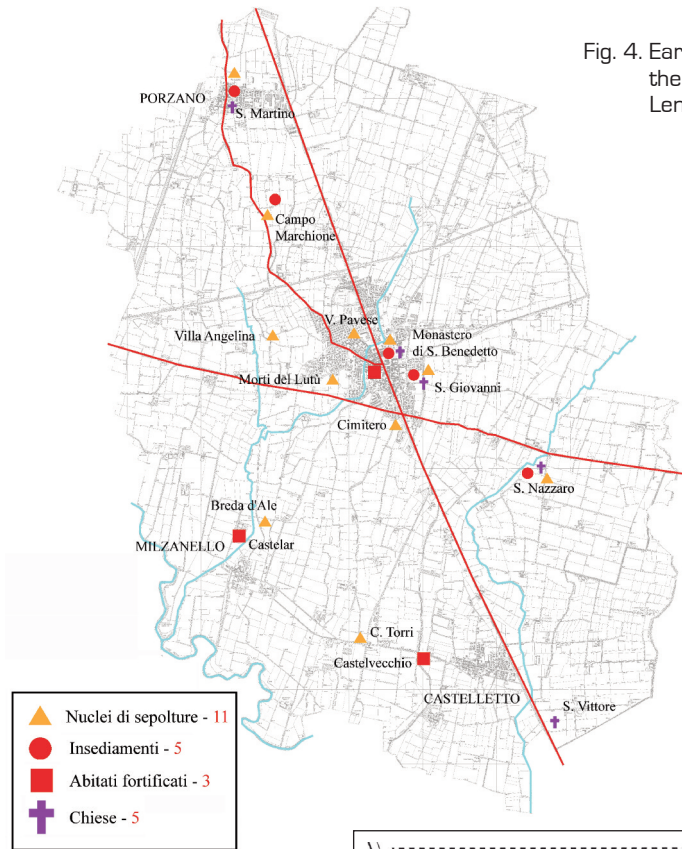 Fig. 4. Ear
the
Len
PORZANO
S. Martino
Campo
Marchione
V. Pavese
Villa Angelina
Monastero
di S. Benedetto
Morti del Lutù
S. Giovanni
Cimitero
S. Nazzaro
Breda d'Ale
MILZANELLO
Castelar
C. Torri
Castelvecchio
CASTELLETTO
S. Vittore
Nuclei di sepolture - 11
Insediamenti - 5
Abitati fortificati - 3
Chiese - 5